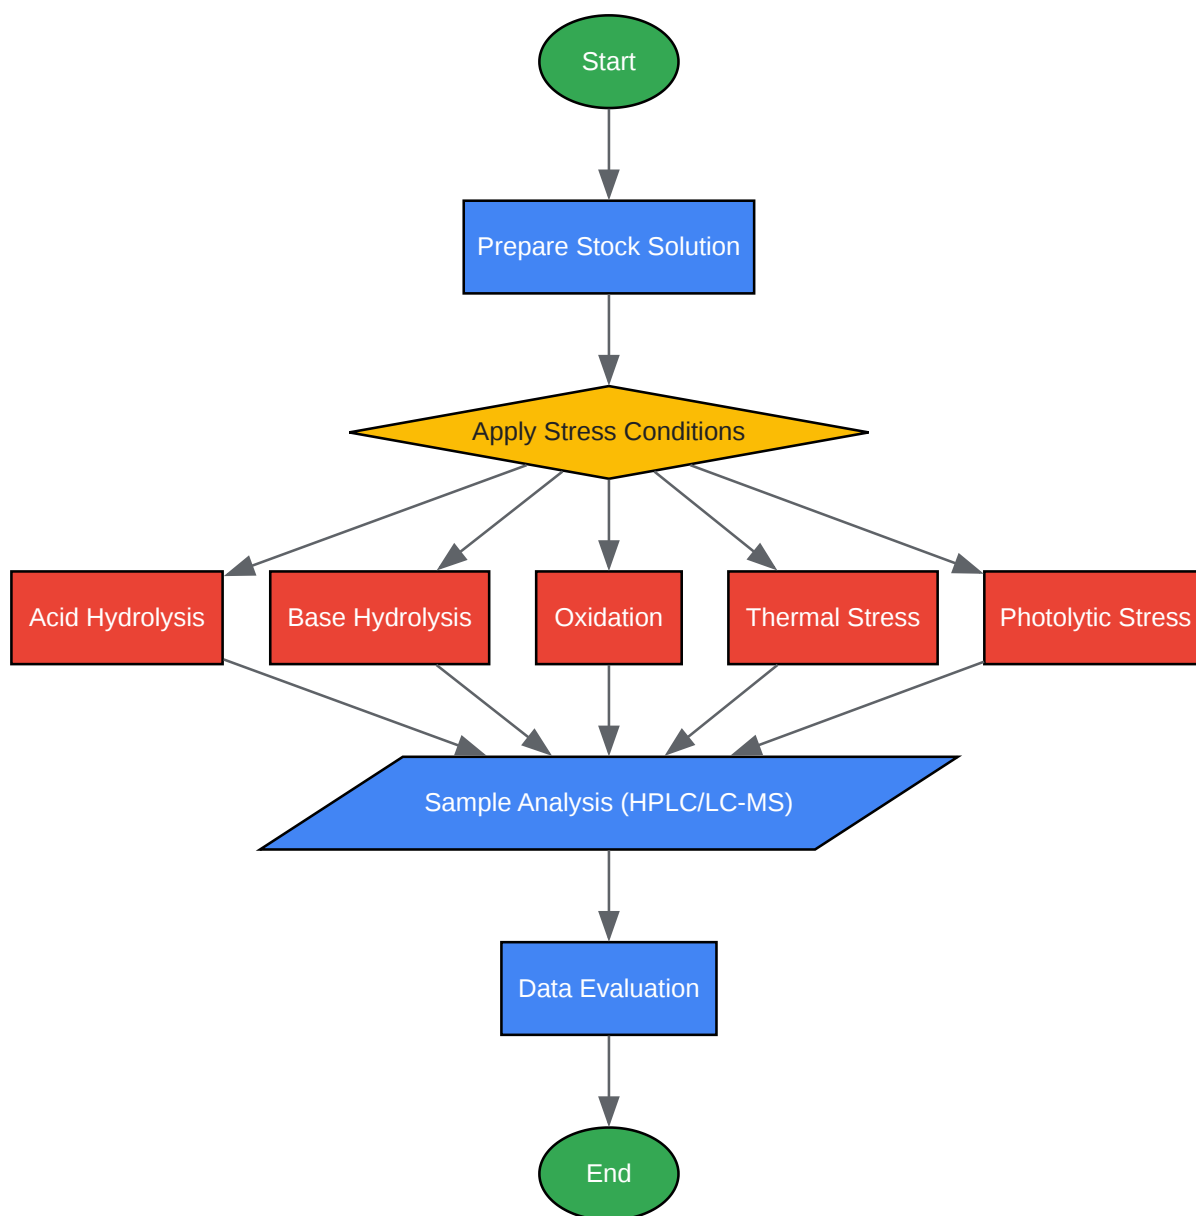 Start
Prepare Stock Solution
Apply Stress Conditions
Acid Hydrolysis
Base Hydrolysis
Oxidation
Thermal Stress
Photolytic Stress
Sample Analysis (HPLC/LC-MS)
Data Evaluation
End